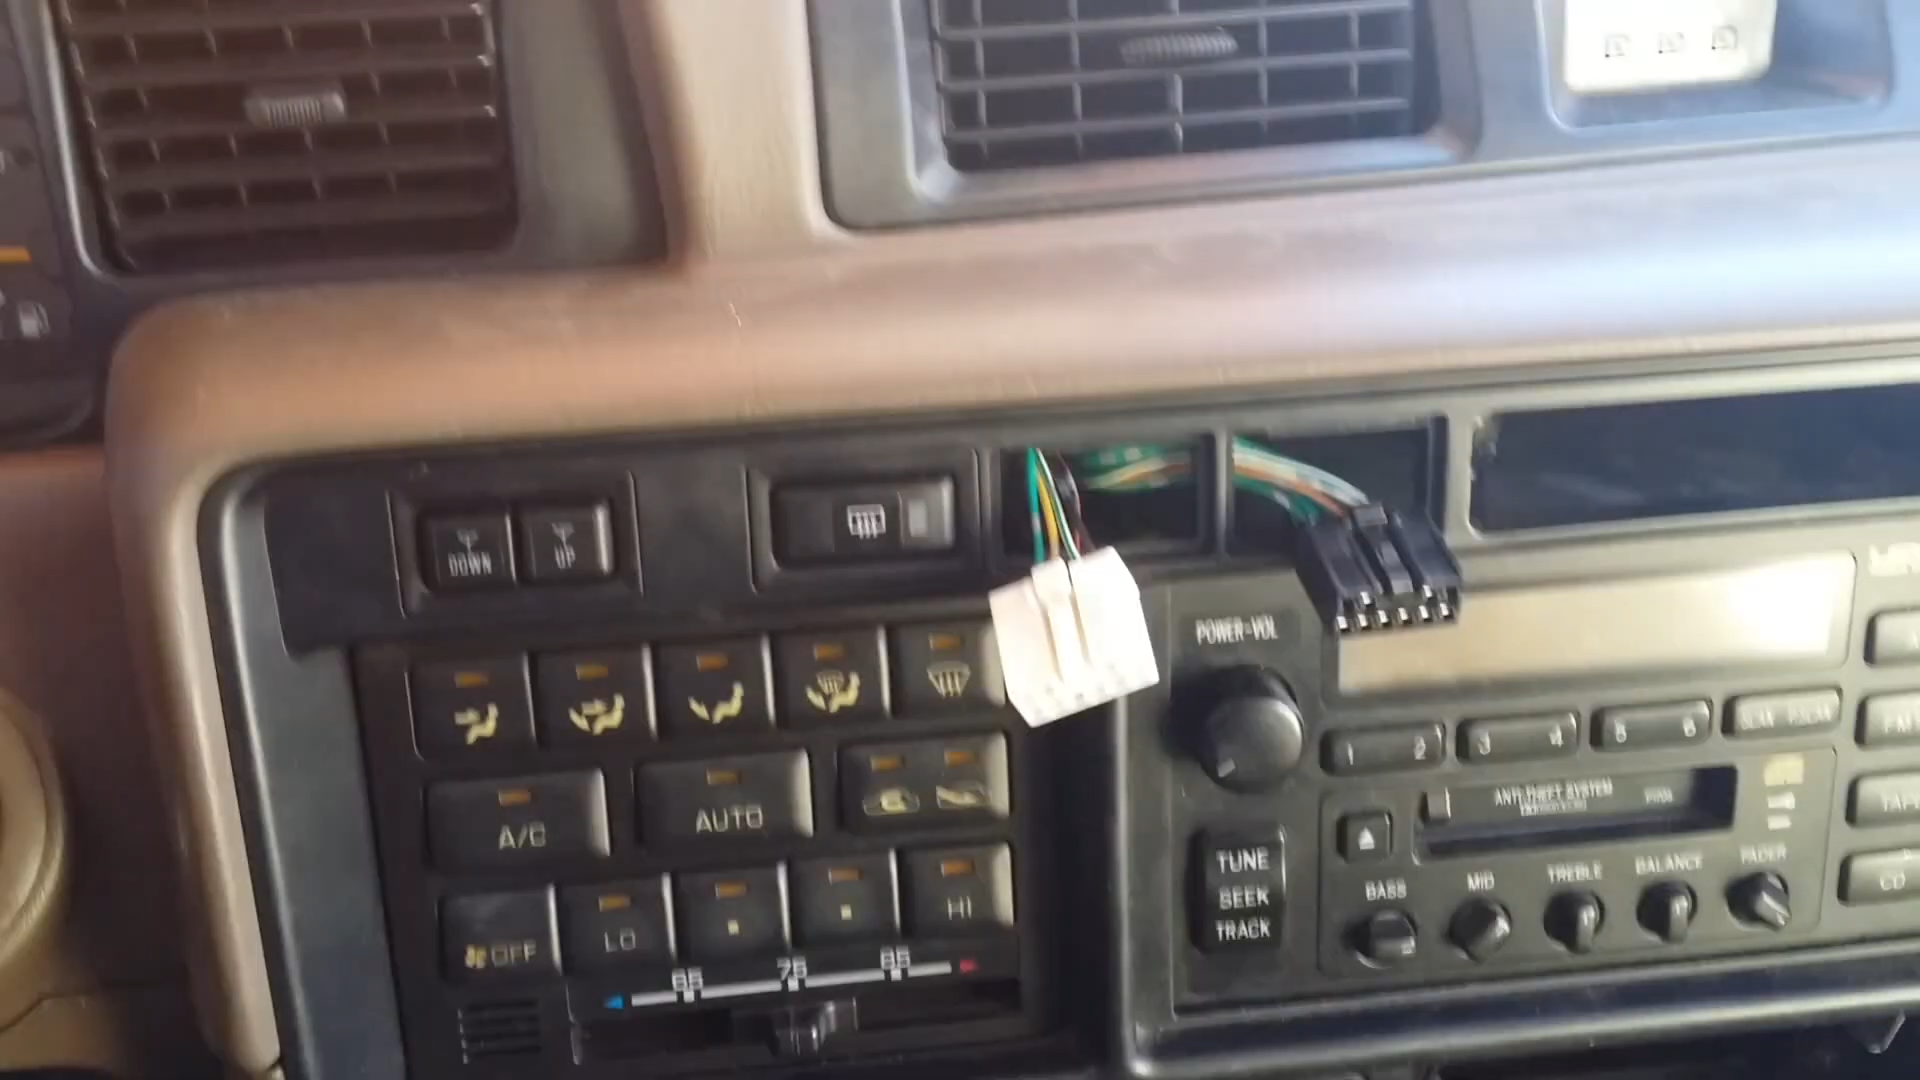 DOWN
UP
POWER-VOL
1 2
3 4
5 6
ANTI-THEFT SYSTEM
A/C
AUTO
TUNE
SEEK
TRACK
BASS
MID
TREBLE
BALANCE
FADER
CD
OFF
LO
HI
65 75 85